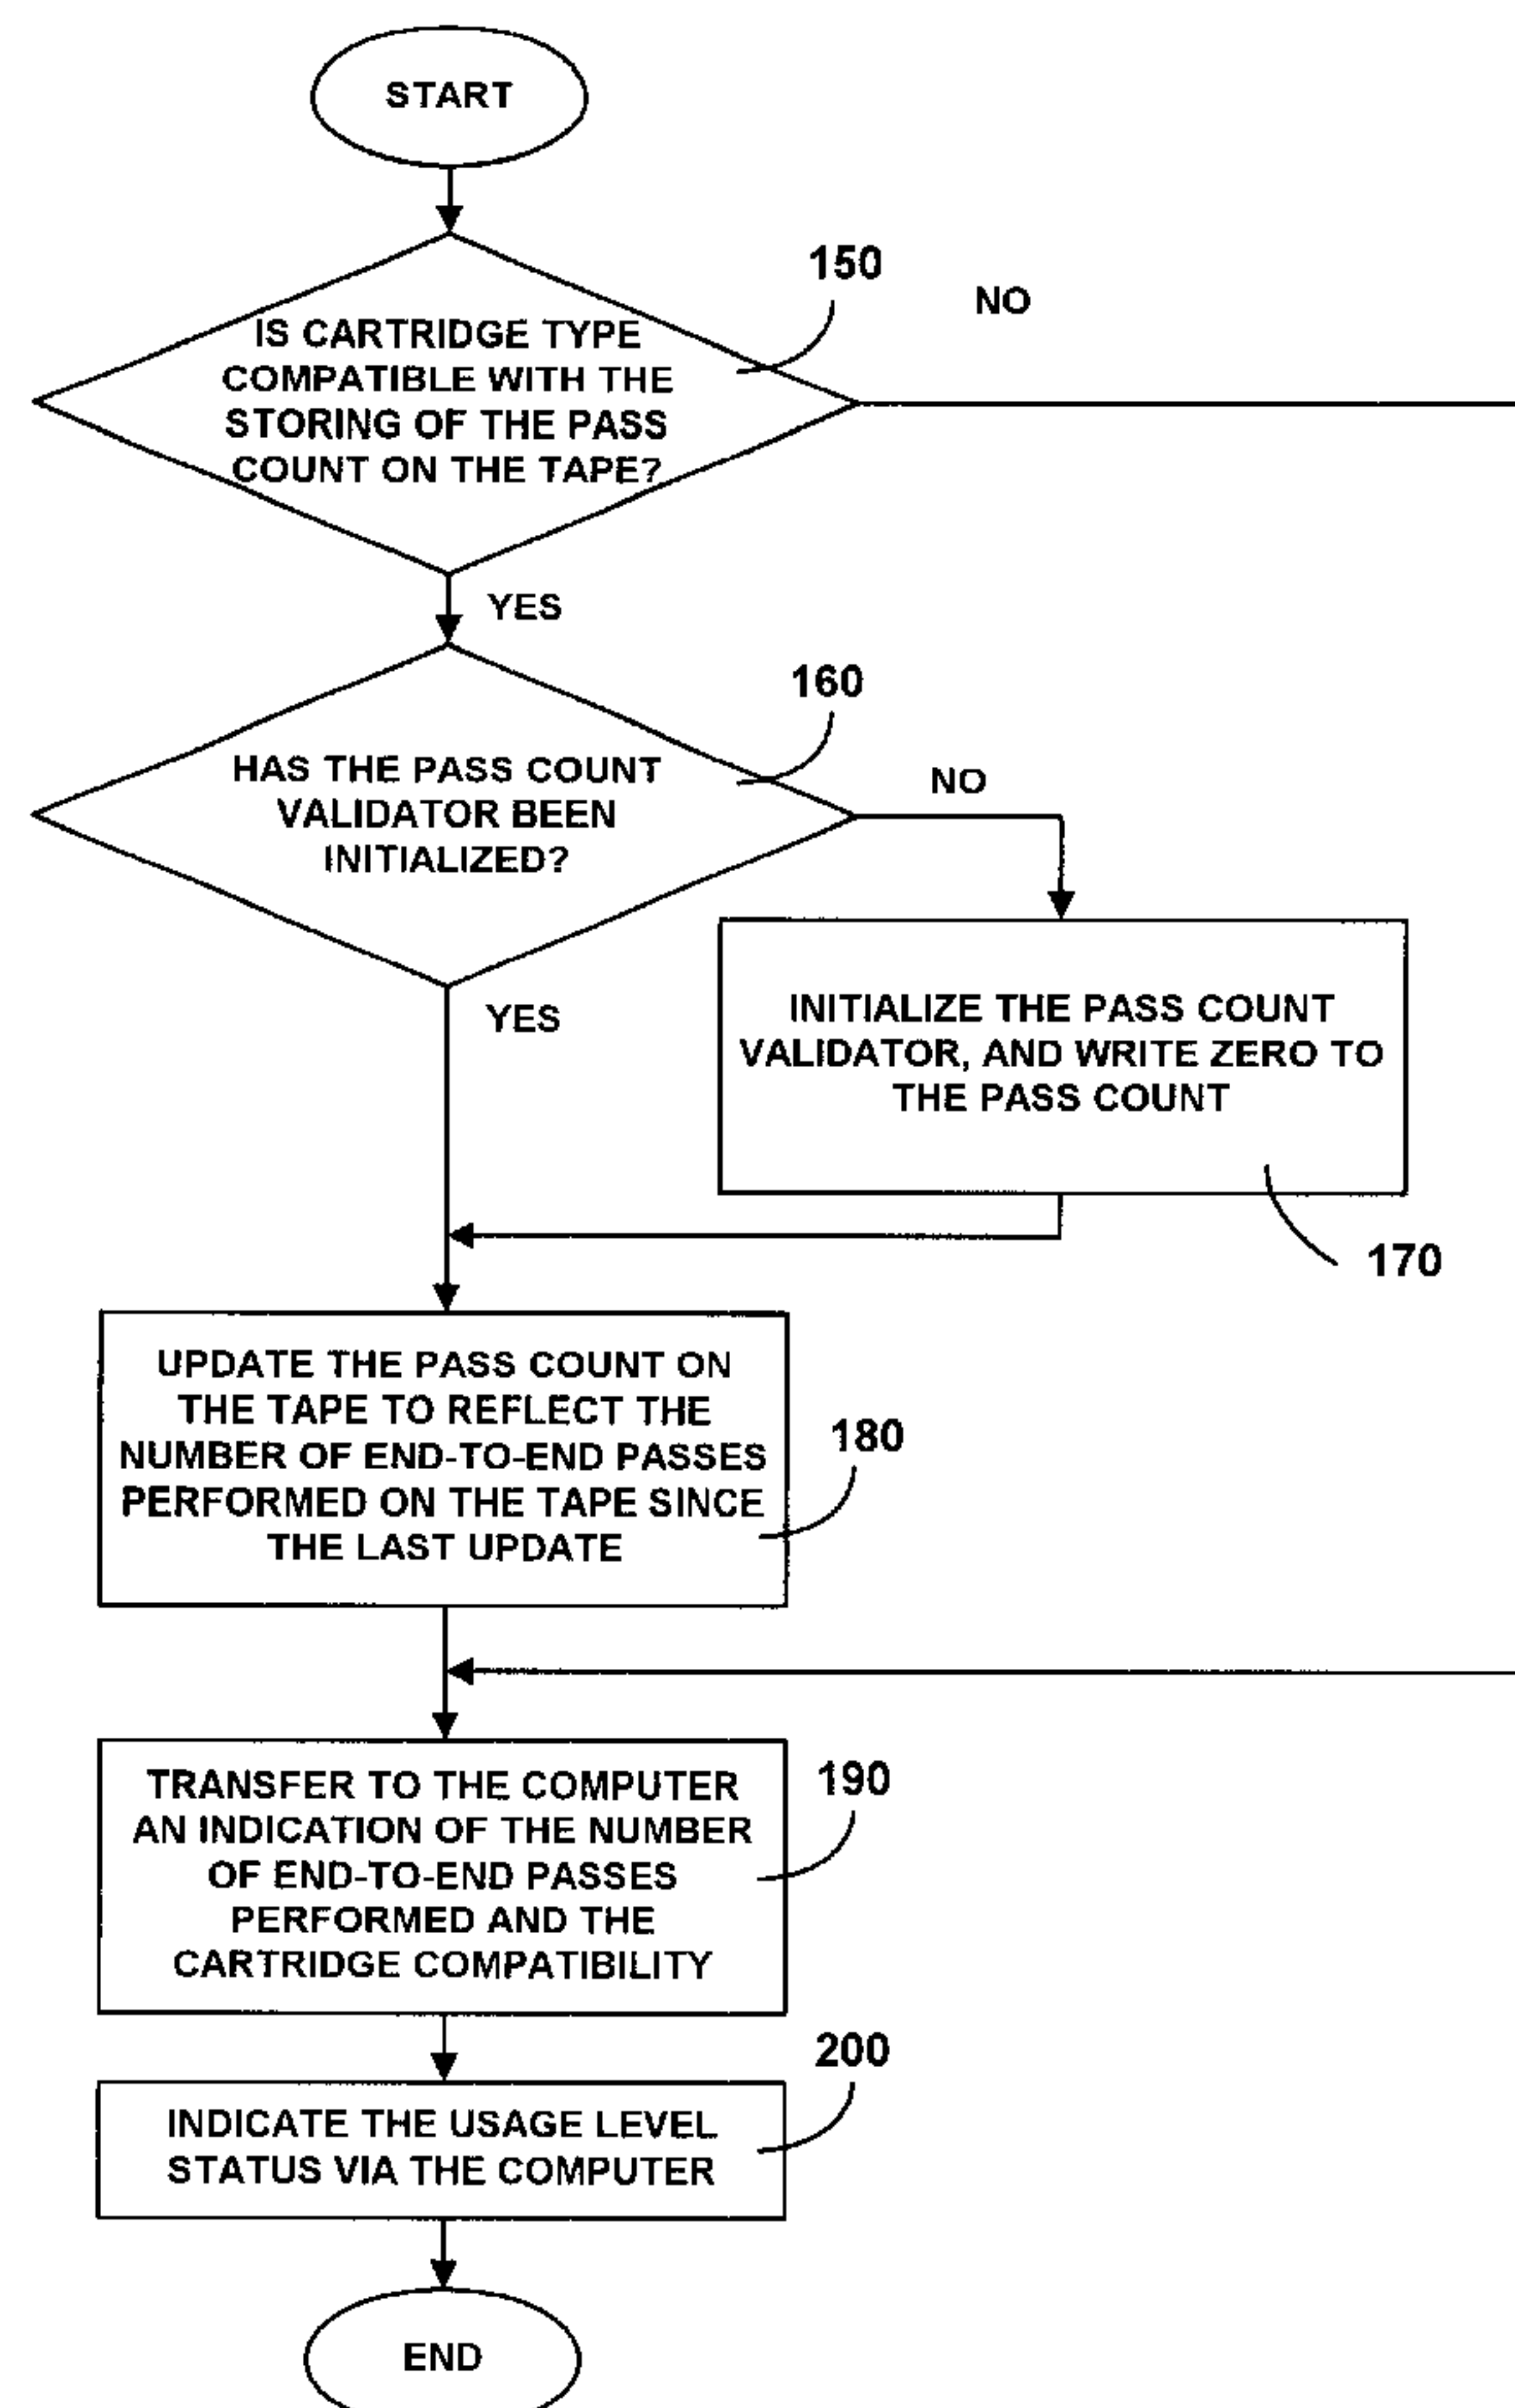 START
150
NO
IS CARTRIDGE TYPE
COMPATIBLE WITH THE
STORING OF THE PASS
COUNT ON THE TAPE?
YES
160
HAS THE PASS COUNT
VALIDATOR BEEN
INITIALIZED?
NO
YES
INITIALIZE THE PASS COUNT
VALIDATOR, AND WRITE ZERO TO
THE PASS COUNT
170
UPDATE THE PASS COUNT ON
THE TAPE TO REFLECT THE
NUMBER OF END-TO-END PASSES
PERFORMED ON THE TAPE SINCE
THE LAST UPDATE
180
TRANSFER TO THE COMPUTER
AN INDICATION OF THE NUMBER
OF END-TO-END PASSES
PERFORMED AND THE
CARTRIDGE COMPATIBILITY
190
200
INDICATE THE USAGE LEVEL
STATUS VIA THE COMPUTER
END